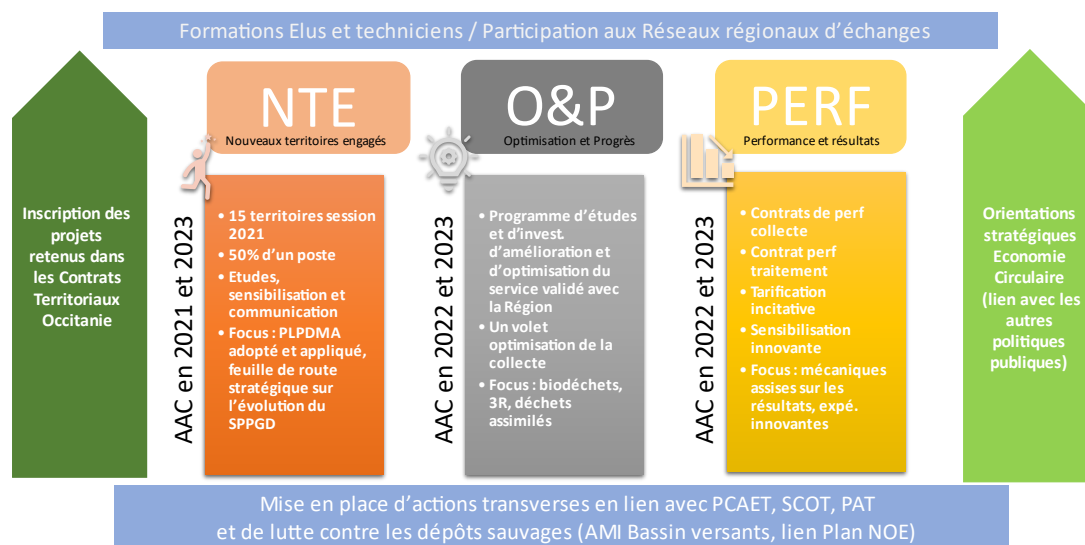 Formations Elus et techniciens / Participation aux Réseaux régionaux d'échanges
Inscription des
projets
retenus dans
les Contrats
Territoriaux
Occitanie
NTE
Nouveaux territoires engagés
AAC en 2021 et 2023
• 15 territoires session
2021
• 50% d'un poste
• Etudes,
sensibilisation et
communication
• Focus : PLPDMA
adopté et appliqué,
feuille de route
stratégique sur
l'évolution du
SPPGD
O&P
Optimisation et Progrès
AAC en 2022 et 2023
• Programme d'études
et d'invest.
d'amélioration et
d'optimisation du
service validé avec
la Région
• Un volet
optimisation de la
collecte
• Focus : biodéchets,
3R, déchets
assimilés
PERF
Performance et résultats
AAC en 2022 et 2023
• Contrats de perf
collecte
• Contrat perf
traitement
• Tarification
incitative
• Sensibilisation
innovante
• Focus : mécaniques
assises sur les
résultats, expé.
innovantes
Orientations
stratégiques
Economie
Circulaire
(lien avec les
autres
politiques
publiques)
Mise en place d'actions transverses en lien avec PCAET, SCOT, PAT
et de lutte contre les dépôts sauvages (AMI Bassin versants, lien Plan NOE)